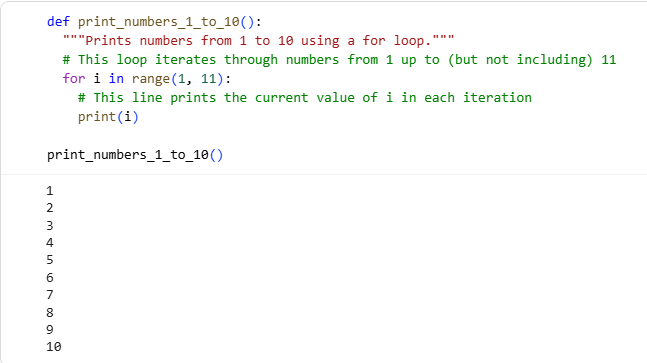 def print_numbers_1_to_10():
  """Prints numbers from 1 to 10 using a for loop."""
  # This loop iterates through numbers from 1 up to (but not including) 11
  for i in range(1, 11):
    # This line prints the current value of i in each iteration
    print(i)

print_numbers_1_to_10()
1
2
3
4
5
6
7
8
9
10